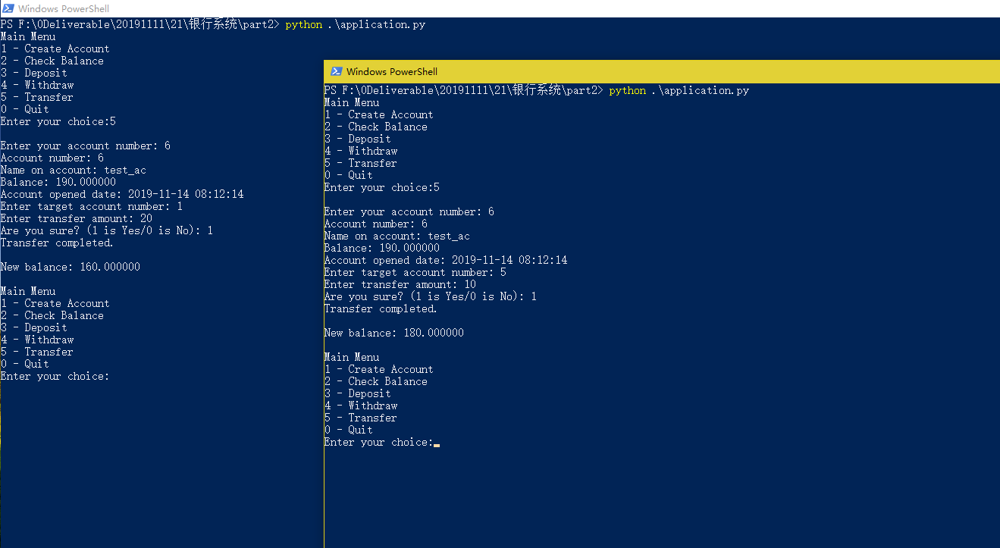 Windows PowerShell
PS F:\0Deliverable\20191111\21\银行系统\part2> python .\application.py
Main Menu
1 - Create Account
2 - Check Balance
3 - Deposit
4 - Withdraw
5 - Transfer
0 - Quit
Enter your choice:5
Enter your account number: 6
Account number: 6
Name on account: test_ac
Balance: 190.000000
Account opened date: 2019-11-14 08:12:14
Enter target account number: 1
Enter transfer amount: 20
Are you sure? (1 is Yes/0 is No): 1
Transfer completed.
New balance: 160.000000
Main Menu
1 - Create Account
2 - Check Balance
3 - Deposit
4 - Withdraw
5 - Transfer
0 - Quit
Enter your choice:
Windows PowerShell
PS F:\0Deliverable\20191111\21\银行系统\part2> python .\application.py
Main Menu
1 - Create Account
2 - Check Balance
3 - Deposit
4 - Withdraw
5 - Transfer
0 - Quit
Enter your choice:5
Enter your account number: 6
Account number: 6
Name on account: test_ac
Balance: 190.000000
Account opened date: 2019-11-14 08:12:14
Enter target account number: 5
Enter transfer amount: 10
Are you sure? (1 is Yes/0 is No): 1
Transfer completed.
New balance: 180.000000
Main Menu
1 - Create Account
2 - Check Balance
3 - Deposit
4 - Withdraw
5 - Transfer
0 - Quit
Enter your choice: